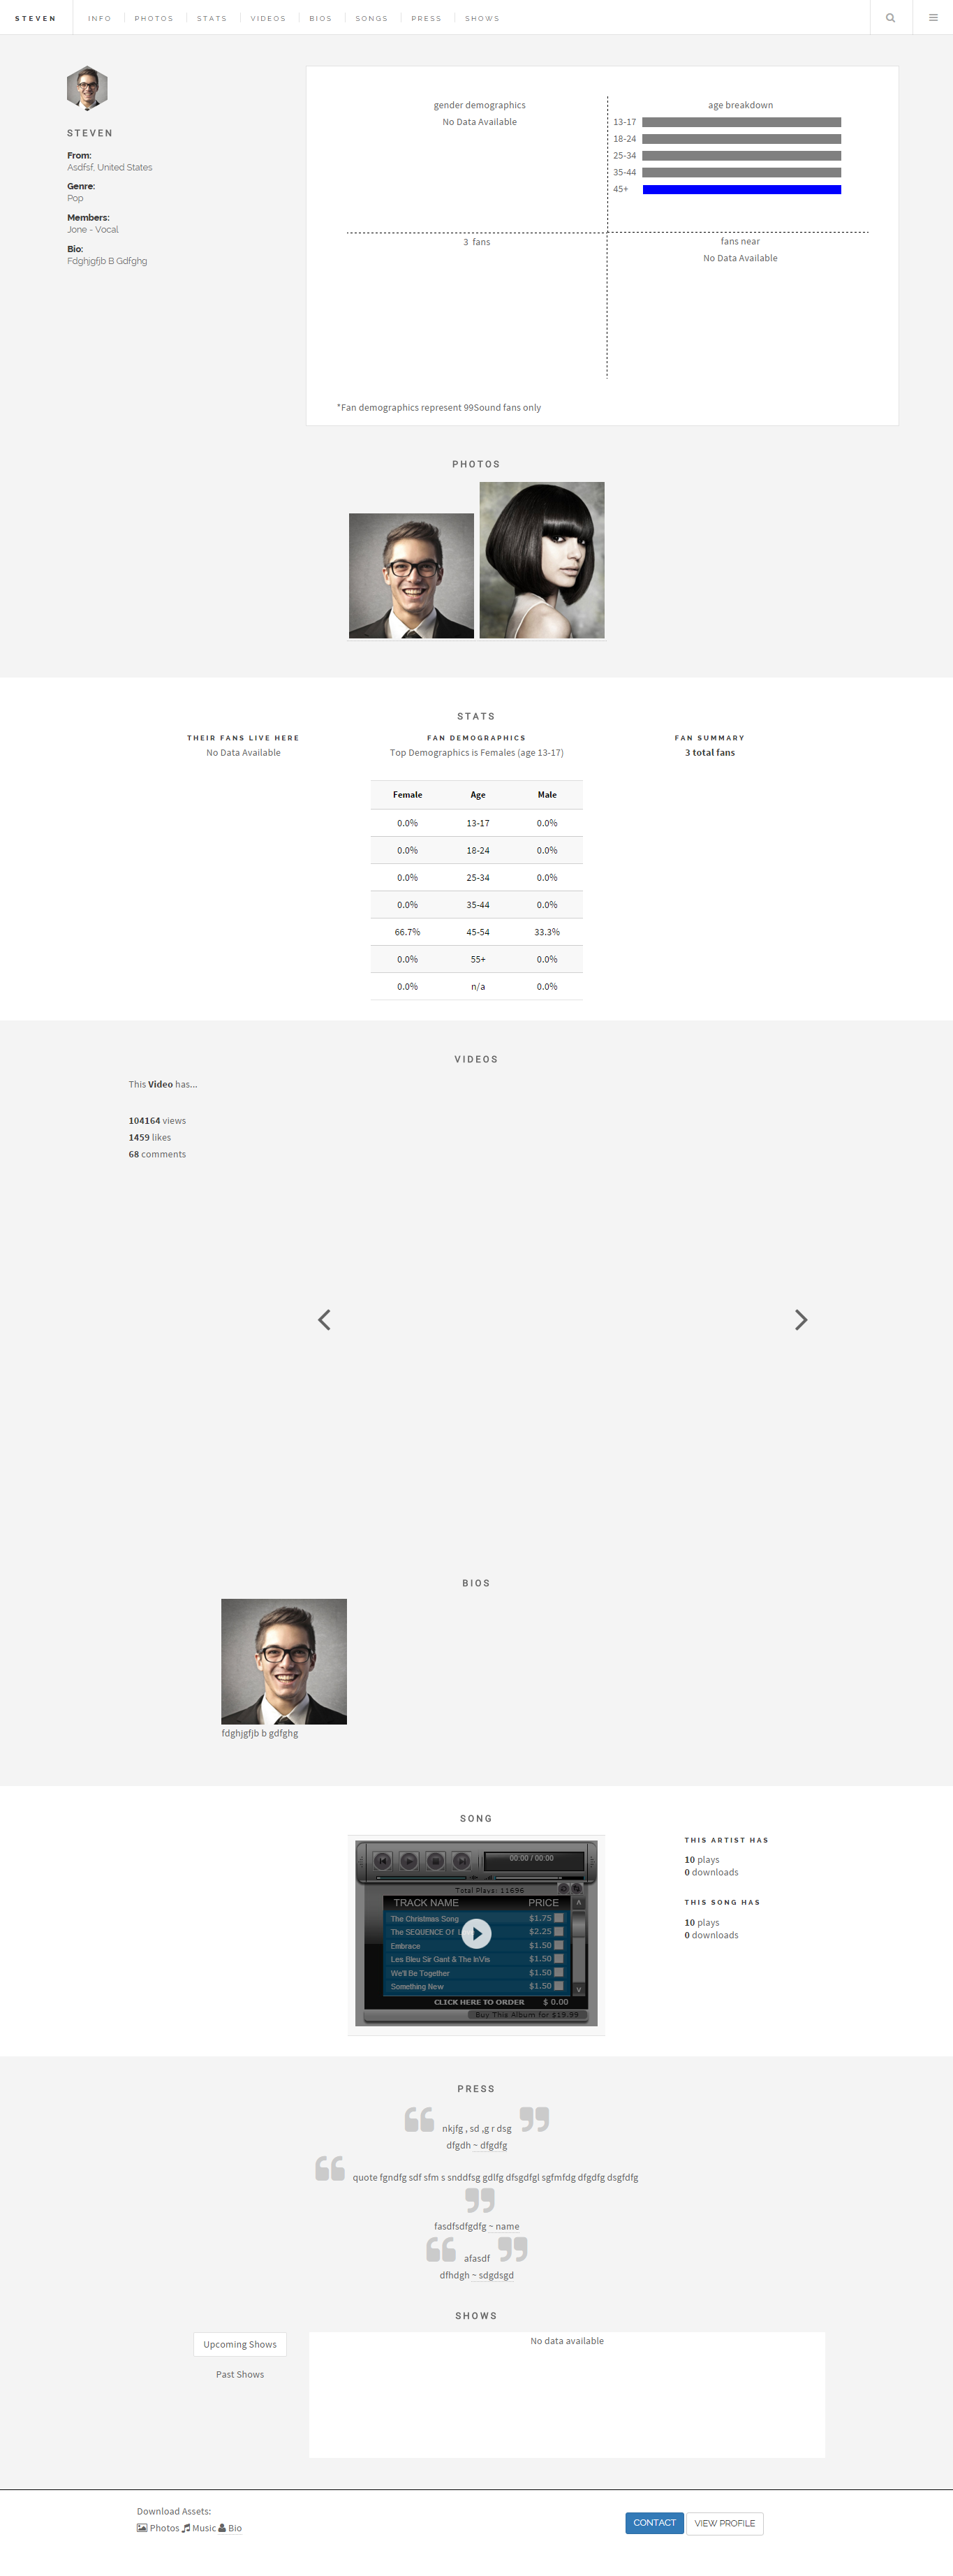 STEVEN
INFO PHOTOS STATS VIDEOS BIOS SONGS PRESS SHOWS
STEVEN
From:
Asdfsf, United States
Genre:
Pop
Members:
Jone - Vocal
Bio:
Fdghjgfjb B Gdfghg
gender demographics
No Data Available
age breakdown
13-17
18-24
25-34
35-44
45+
3 fans
fans near
No Data Available
*Fan demographics represent 99Sound fans only
PHOTOS
STATS
THEIR FANS LIVE HERE
No Data Available
FAN DEMOGRAPHICS
Top Demographics is Females (age 13-17)
FAN SUMMARY
3 total fans
Female Age Male
0.0% 13-17 0.0%
0.0% 18-24 0.0%
0.0% 25-34 0.0%
0.0% 35-44 0.0%
66.7% 45-54 33.3%
0.0% 55+ 0.0%
0.0% n/a 0.0%
VIDEOS
This Video has...
104164 views
1459 likes
68 comments
BIOS
fdghjgfjb b gdfghg
SONG
00:00 / 00:00
Total Plays: 11696
TRACK NAME PRICE
The Christmas Song $1.75
The SEQUENCE Of $2.25
Embrace $1.50
Les Bleu Sir Gant & The InVis $1.50
We'll Be Together $1.50
Something New $1.50
CLICK HERE TO ORDER $ 0.00
Buy This Album for $19.99
THIS ARTIST HAS
10 plays
0 downloads
THIS SONG HAS
10 plays
0 downloads
PRESS
“ nkjfg , sd ,g r dsg ”
dfgdh ~ dfgdfg
“ quote fgndfg sdf sfm s snddfsg gdlfg dfsgdfgl sgfmfdg dfgdfg dsgfdfg
”
fasdfsdfgdfg ~ name
“ afasdf ”
dfhdgh ~ sdgdsgd
SHOWS
Upcoming Shows
Past Shows
No data available
Download Assets:
Photos Music Bio
CONTACT VIEW PROFILE